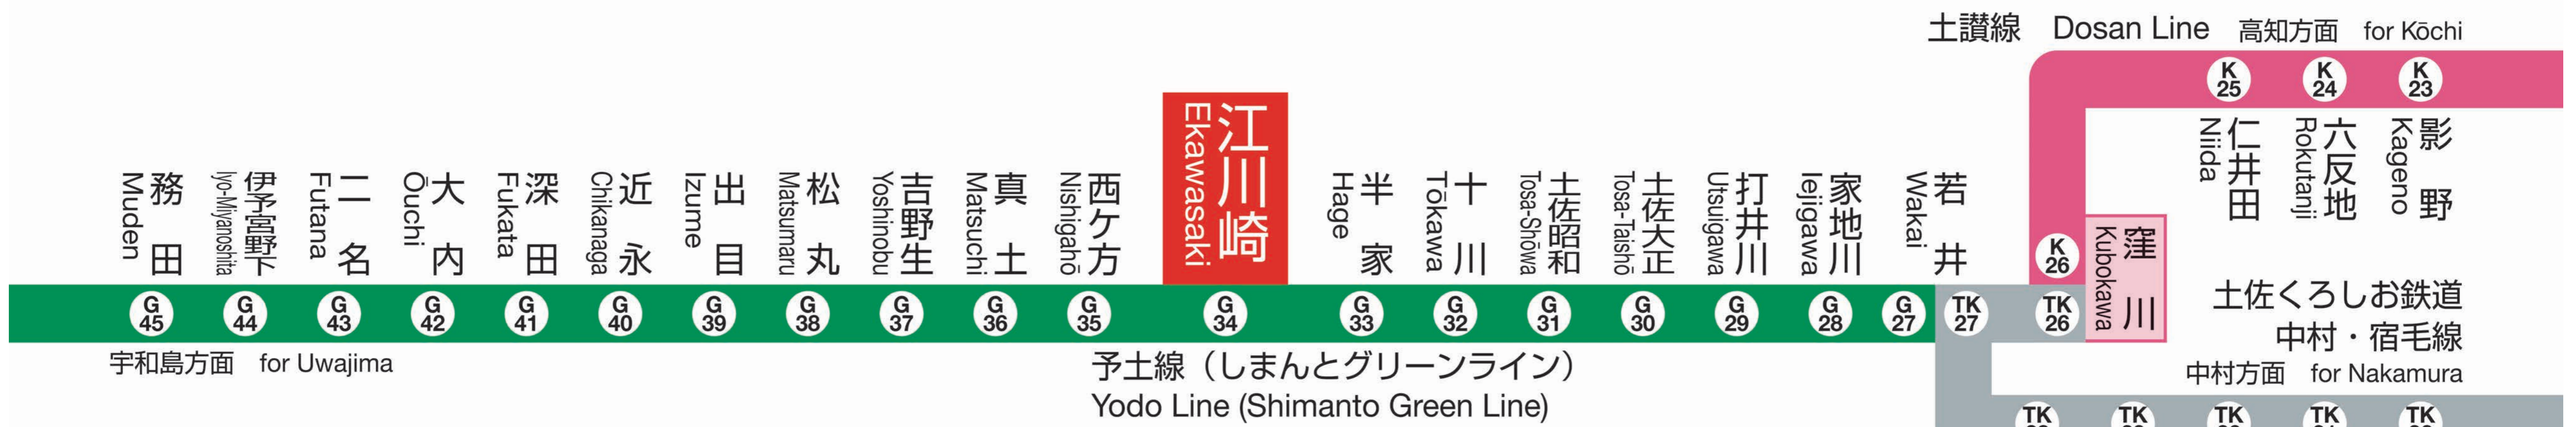 土讃線 Dosan Line 高知方面 for Kōchi
K 25
K 24
K 23
仁井田 Niida
六反地 Rokutanji
影野 Kageno
務田 Muden
伊予宮野下 Iyo-Miyanoshita
二名 Futana
大内 Ōuchi
深田 Fukata
近永 Chikanaga
出目 Izume
松丸 Matsumaru
吉野生 Yoshinobu
真土 Matsuchi
西ケ方 Nishigahō
江川崎 Ekawasaki
半家 Hage
十川 Tōkawa
土佐昭和 Tosa-Shōwa
土佐大正 Tosa-Taishō
打井川 Utsuigawa
家地川 Iejigawa
若井 Wakai
K 26
窪川 Kubokawa
G 45
G 44
G 43
G 42
G 41
G 40
G 39
G 38
G 37
G 36
G 35
G 34
G 33
G 32
G 31
G 30
G 29
G 28
G 27
TK 27
TK 26
土佐くろしお鉄道
中村・宿毛線
中村方面 for Nakamura
宇和島方面 for Uwajima
予土線（しまんとグリーンライン）
Yodo Line (Shimanto Green Line)
TK
TK
TK
TK
TK